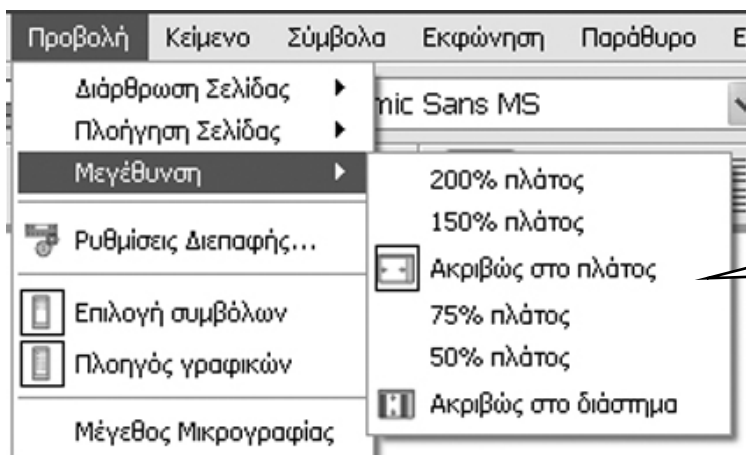 Προβολή Κείμενο Σύμβολα Εκφώνηση Παράθυρο
Διάρθρωση Σελίδας
mic Sans MS
Πλοήγηση Σελίδας
Μεγέθυνση
200% πλάτος
150% πλάτος
Ρυθμίσεις Διεπαφής...
Ακριβώς στο πλάτος
Επιλογή συμβόλων
75% πλάτος
Πλοηγός γραφικών
50% πλάτος
Ακριβώς στο διάστημα
Μέγεθος Μικρογραφίας